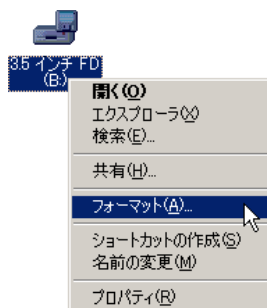 3.5 インチ FD
(B:)
開く(O)
エクスプローラ(X)
検索(E)...
共有(H)...
フォーマット(A)...
ショートカットの作成(S)
名前の変更(M)
プロパティ(R)